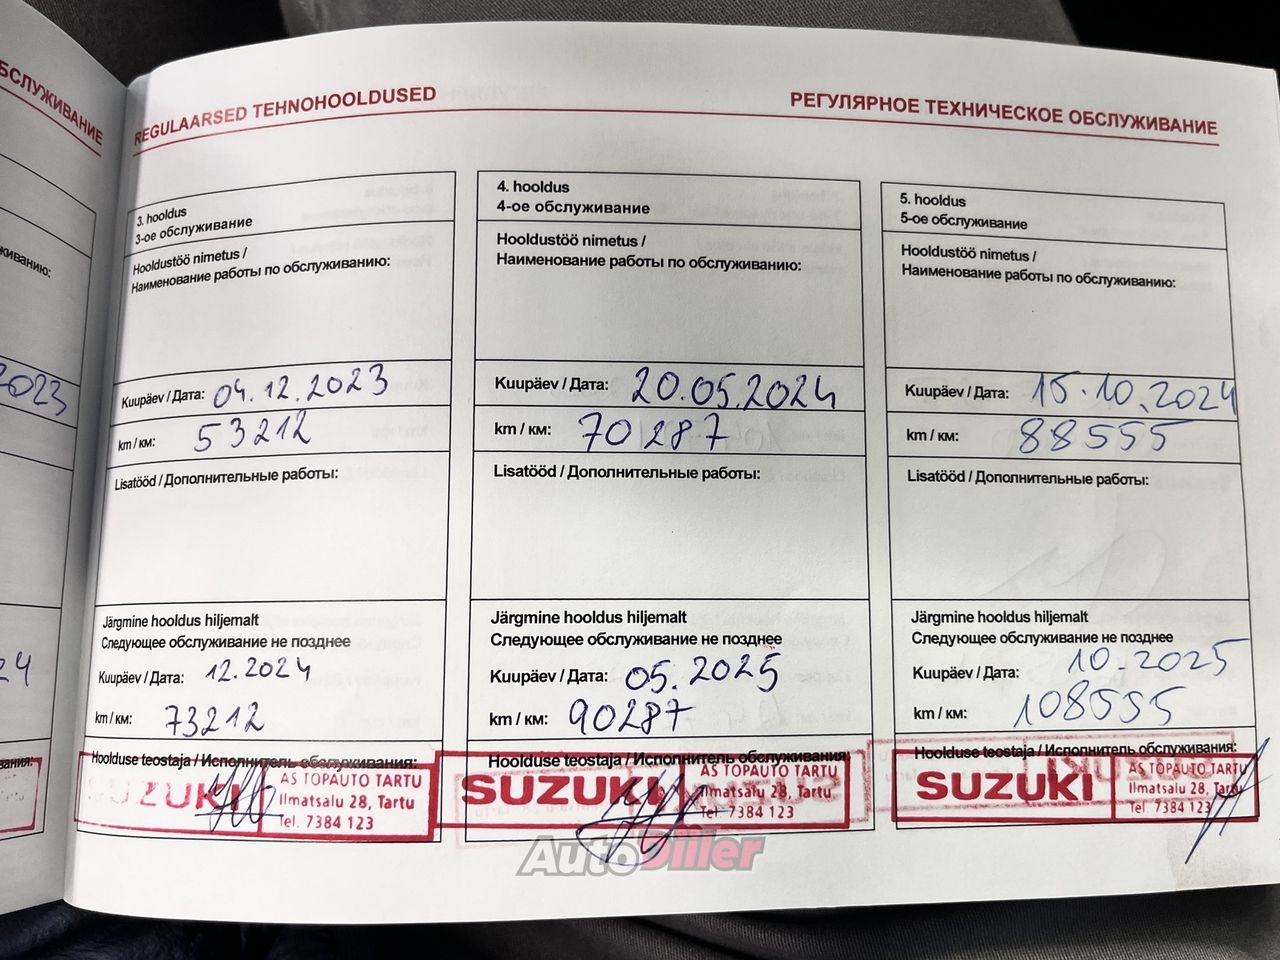 ОБСЛУЖИВАНИЕ
REGULAARSED TEHNOHOOLDUSED
РЕГУЛЯРНОЕ ТЕХНИЧЕСКОЕ ОБСЛУЖИВАНИЕ
3. hooldus
3-ое обслуживание
Hooldustöö nimetus /
Наименование работы по обслуживанию:
Kuupäev / Дата: 04.12.2023
km / км: 53212
Lisatööd / Дополнительные работы:
Järgmine hooldus hiljemalt
Следующее обслуживание не позднее
Kuupäev / Дата: 12.2024
km / км: 73212
Hoolduse teostaja / Исполнитель обслуживания:
SUZUKI
AS TOPAUTO TARTU
Ilmatsalu 28, Tartu
Tel. 7384 123
4. hooldus
4-ое обслуживание
Hooldustöö nimetus /
Наименование работы по обслуживанию:
Kuupäev / Дата: 20.05.2024
km / км: 70287
Lisatööd / Дополнительные работы:
Järgmine hooldus hiljemalt
Следующее обслуживание не позднее
Kuupäev / Дата: 05.2025
km / км: 90287
Hoolduse teostaja / Исполнитель обслуживания:
SUZUKI
AS TOPAUTO TARTU
Ilmatsalu 28, Tartu
Tel. 7384 123
5. hooldus
5-ое обслуживание
Hooldustöö nimetus /
Наименование работы по обслуживанию:
Kuupäev / Дата: 15.10.2024
km / км: 88555
Lisatööd / Дополнительные работы:
Järgmine hooldus hiljemalt
Следующее обслуживание не позднее
Kuupäev / Дата: 10.2025
km / км: 108555
Hoolduse teostaja / Исполнитель обслуживания:
SUZUKI
AS TOPAUTO TARTU
Ilmatsalu 28, Tartu
Tel. 7384 123
AutoDiller